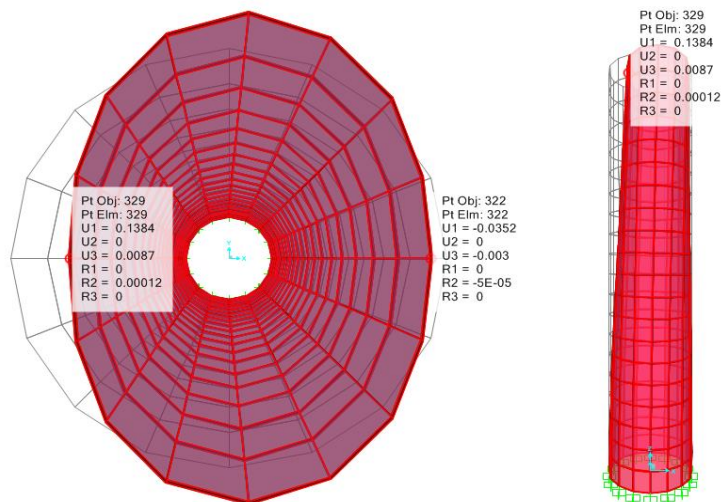 Pt Obj: 329
Pt Elm: 329
U1 = 0.1384
U2 = 0
U3 = 0.0087
R1 = 0
R2 = 0.00012
R3 = 0
Pt Obj: 322
Pt Elm: 322
U1 = -0.0352
U2 = 0
U3 = -0.003
R1 = 0
R2 = -5E-05
R3 = 0
Y
X
Pt Obj: 329
Pt Elm: 329
U1 = 0.1384
U2 = 0
U3 = 0.0087
R1 = 0
R2 = 0.00012
R3 = 0